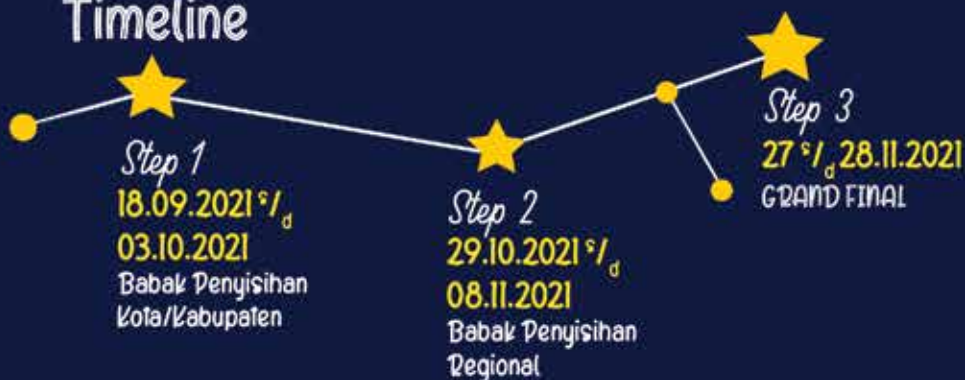 Timeline
Step 1
18.09.2021 s/d
03.10.2021
Babak Penyisihan
Kota/Kabupaten
Step 2
29.10.2021 s/d
08.11.2021
Babak Penyisihan
Regional
Step 3
27 s/d 28.11.2021
GRAND FINAL